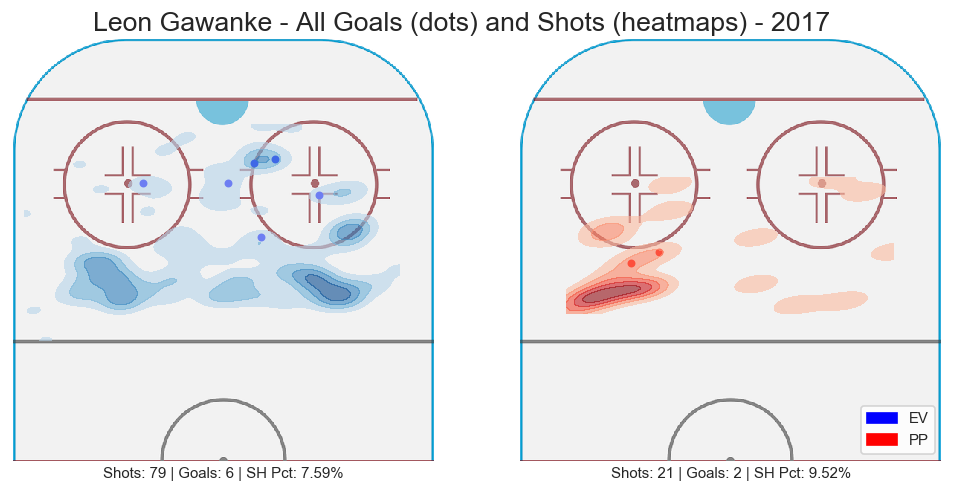 Leon Gawanke - All Goals (dots) and Shots (heatmaps) - 2017
EV
PP
Shots: 79 | Goals: 6 | SH Pct: 7.59%
Shots: 21 | Goals: 2 | SH Pct: 9.52%